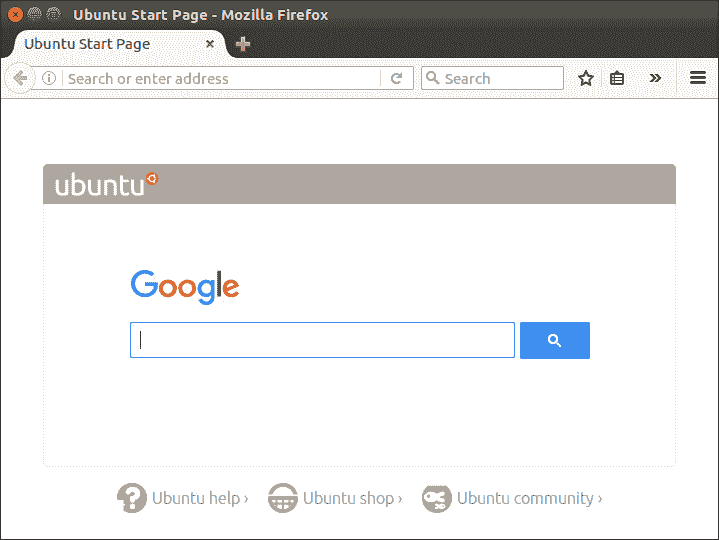 Ubuntu Start Page - Mozilla Firefox
Ubuntu Start Page
Search or enter address
Search
ubuntu
Google
Ubuntu help ›
Ubuntu shop ›
Ubuntu community ›